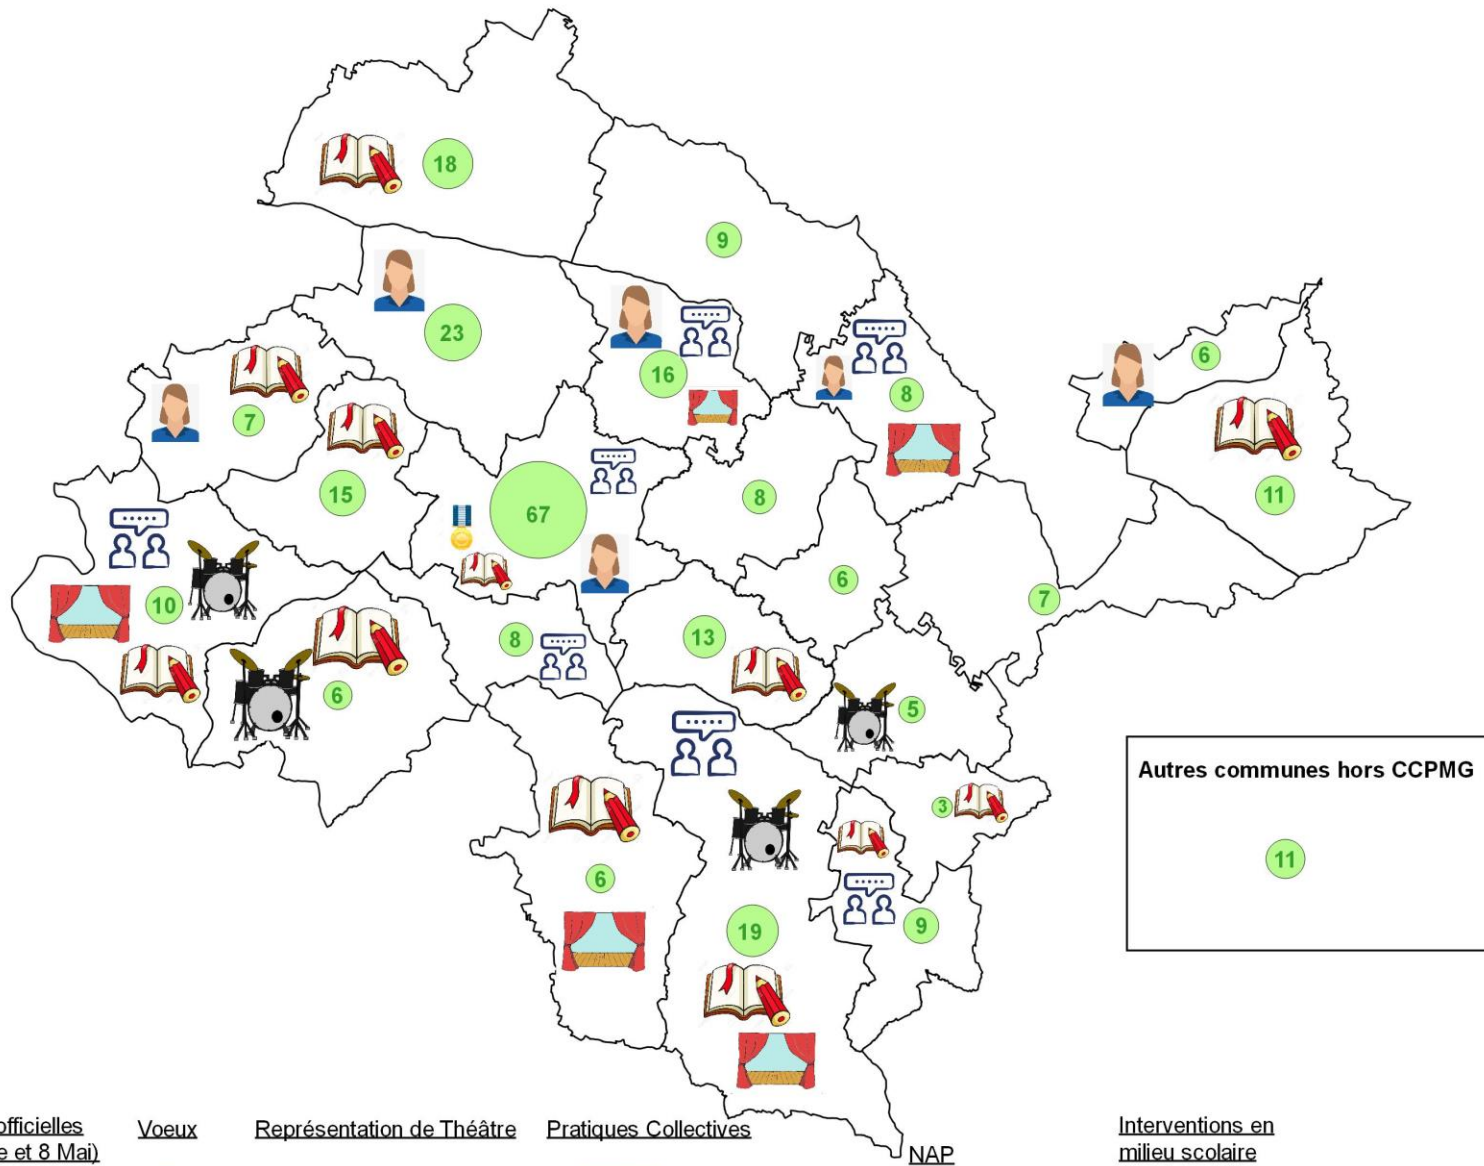 18
9
23
16
6
8
7
11
15
8
67
6
10
7
8
13
6
5
Autres communes hors CCPMG
3
11
6
9
19
officielles
Voeux
Représentation de Théâtre
Pratiques Collectives
Interventions en
e et 8 Mai)
NAP
milieu scolaire